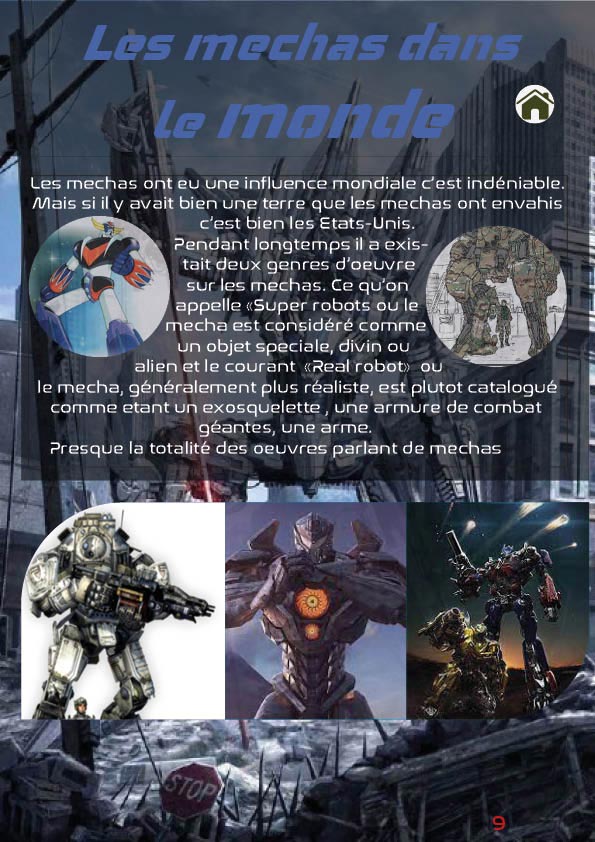 Les mechas dans
le monde
Les mechas ont eu une influence mondiale c'est indéniable.
Mais si il y avait bien une terre que les mechas ont envahis
c'est bien les Etats-Unis.
Pendant longtemps il a exis-
tait deux genres d'oeuvre
sur les mechas. Ce qu'on
appelle «Super robots ou le
mecha est considéré comme
un objet speciale, divin ou
alien et le courant «Real robot» ou
le mecha, généralement plus réaliste, est plutot catalogué
comme etant un exosquelette , une armure de combat
géantes, une arme.
Presque la totalité des oeuvres parlant de mechas
STOP
9